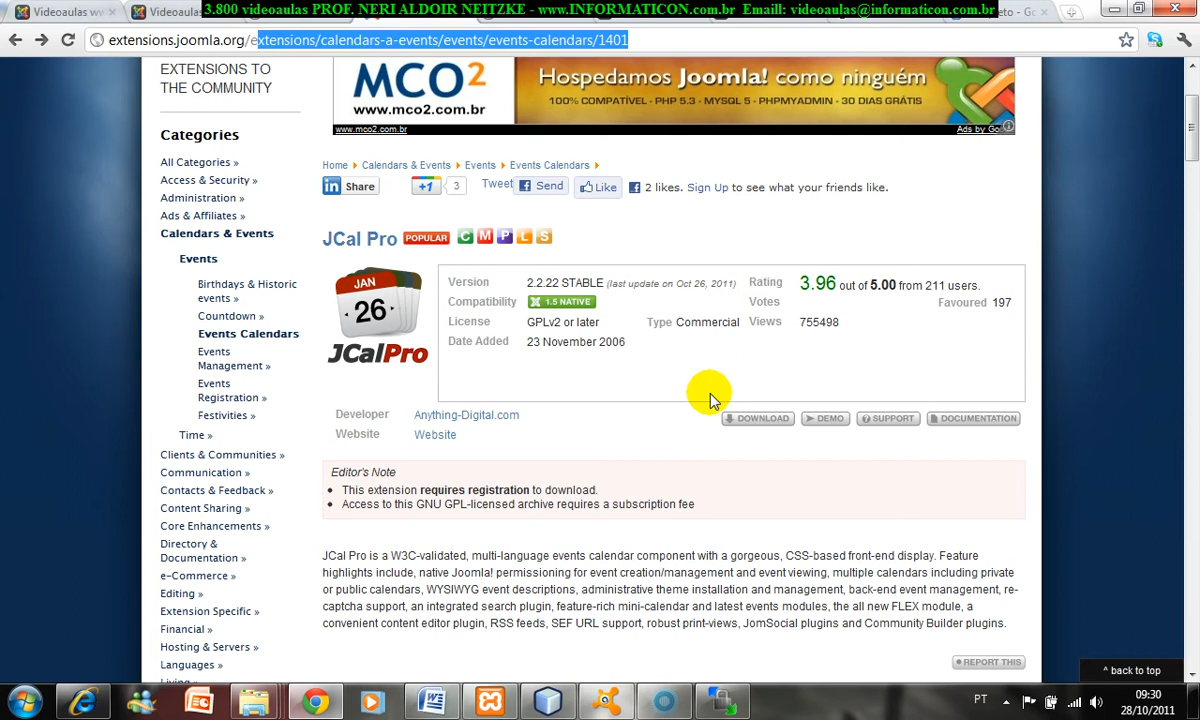 Videoaulas ww
Videoaulas
3.800 videoaulas PROF. NERI ALDOIR NEITZKE - www.INFORMATICON.com.br Emaill: videoaulas@informaticon.com.br
extensions.joomla.org/extensions/calendars-a-events/events/events-calendars/1401
EXTENSIONS TO
THE COMMUNITY
MCO2
www.mco2.com.br
Hospedamos Joomla! como ninguém
100% COMPATÍVEL - PHP 5.3 - MYSQL 5 - PHPMYADMIN - 30 DIAS GRÁTIS
www.mco2.com.br
Ads by Go
Categories
All Categories »
Access & Security »
Administration »
Ads & Affiliates »
Calendars & Events
Events
Birthdays & Historic
events »
Countdown »
Events Calendars
Events
Management »
Events
Registration »
Festivities »
Time »
Clients & Communities »
Communication »
Contacts & Feedback »
Content Sharing »
Core Enhancements »
Directory &
Documentation »
e-Commerce »
Editing »
Extension Specific »
Financial »
Hosting & Servers »
Languages »
Living »
Home Calendars & Events Events Events Calendars
in Share +1 3 Tweet Send Like 2 likes. Sign Up to see what your friends like.
JCal Pro POPULAR C M P L S
JAN
26
JCalPro
Version 2.2.22 STABLE (last update on Oct 26, 2011)
Compatibility 1.5 NATIVE
License GPLv2 or later Type Commercial
Date Added 23 November 2006
Rating 3.96 out of 5.00 from 211 users.
Votes Favoured 197
Views 755498
Developer Anything-Digital.com
Website Website
DOWNLOAD DEMO SUPPORT DOCUMENTATION
Editor's Note
This extension requires registration to download.
Access to this GNU GPL-licensed archive requires a subscription fee
JCal Pro is a W3C-validated, multi-language events calendar component with a gorgeous, CSS-based front-end display. Feature
highlights include, native Joomla! permissioning for event creation/management and event viewing, multiple calendars including private
or public calendars, WYSIWYG event descriptions, administrative theme installation and management, back-end event management, re-
captcha support, an integrated search plugin, feature-rich mini-calendar and latest events modules, the all new FLEX module, a
convenient content editor plugin, RSS feeds, SEF URL support, robust print-views, JomSocial plugins and Community Builder plugins.
REPORT THIS
^ back to top
PT
09:30
28/10/2011